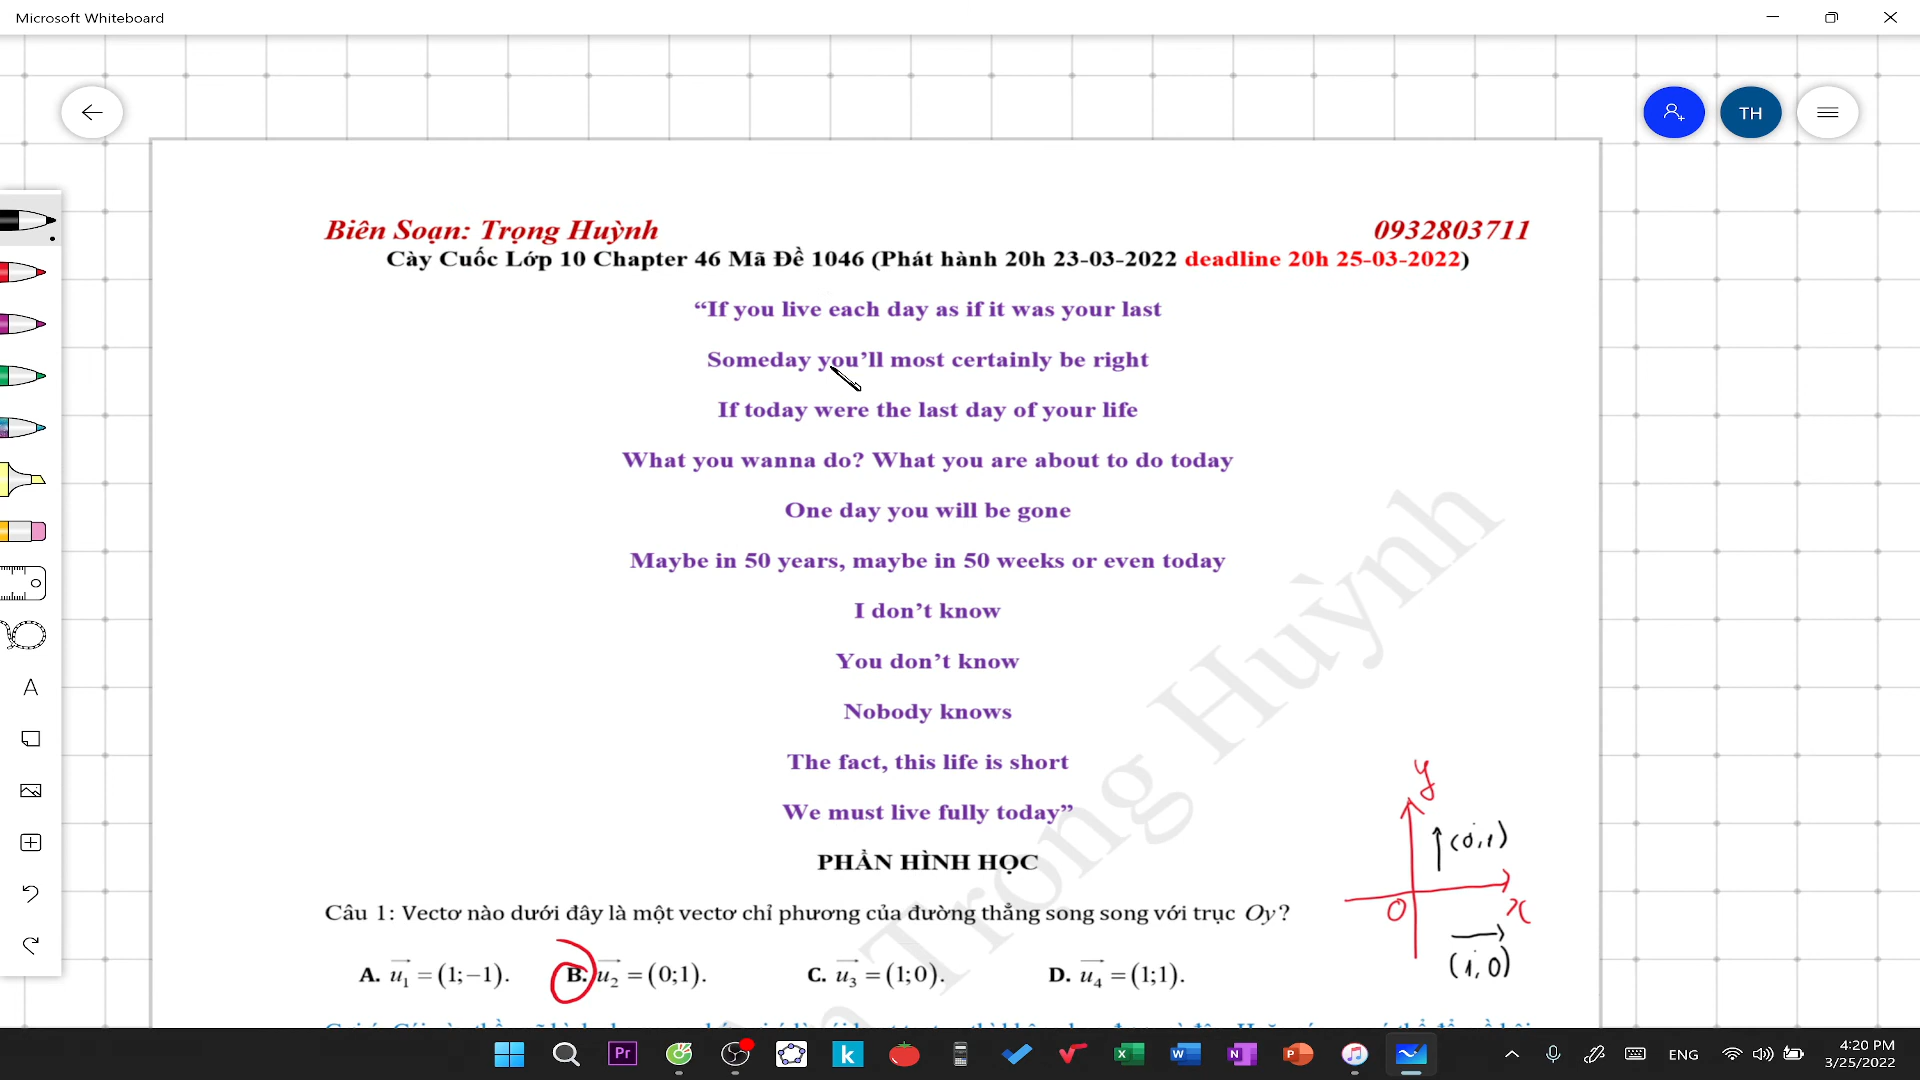 Microsoft Whiteboard
TH
Biên Soạn: Trọng Huỳnh 0932803711
Cày Cuốc Lớp 10 Chapter 46 Mã Đề 1046 (Phát hành 20h 23-03-2022 deadline 20h 25-03-2022)
“If you live each day as if it was your last
Someday you’ll most certainly be right
If today were the last day of your life
What you wanna do? What you are about to do today
One day you will be gone
Maybe in 50 years, maybe in 50 weeks or even today
I don’t know
You don’t know
Nobody knows
The fact, this life is short
We must live fully today”
PHẦN HÌNH HỌC
y
(0,1)
O
x
(1,0)
Câu 1: Vectơ nào dưới đây là một vectơ chỉ phương của đường thẳng song song với trục Oy?
A. u₁ = (1;−1). B. u₂ = (0;1). C. u₃ = (1;0). D. u₄ = (1;1).
Trọng Huỳnh
Pr
k
ENG
4:20 PM
3/25/2022